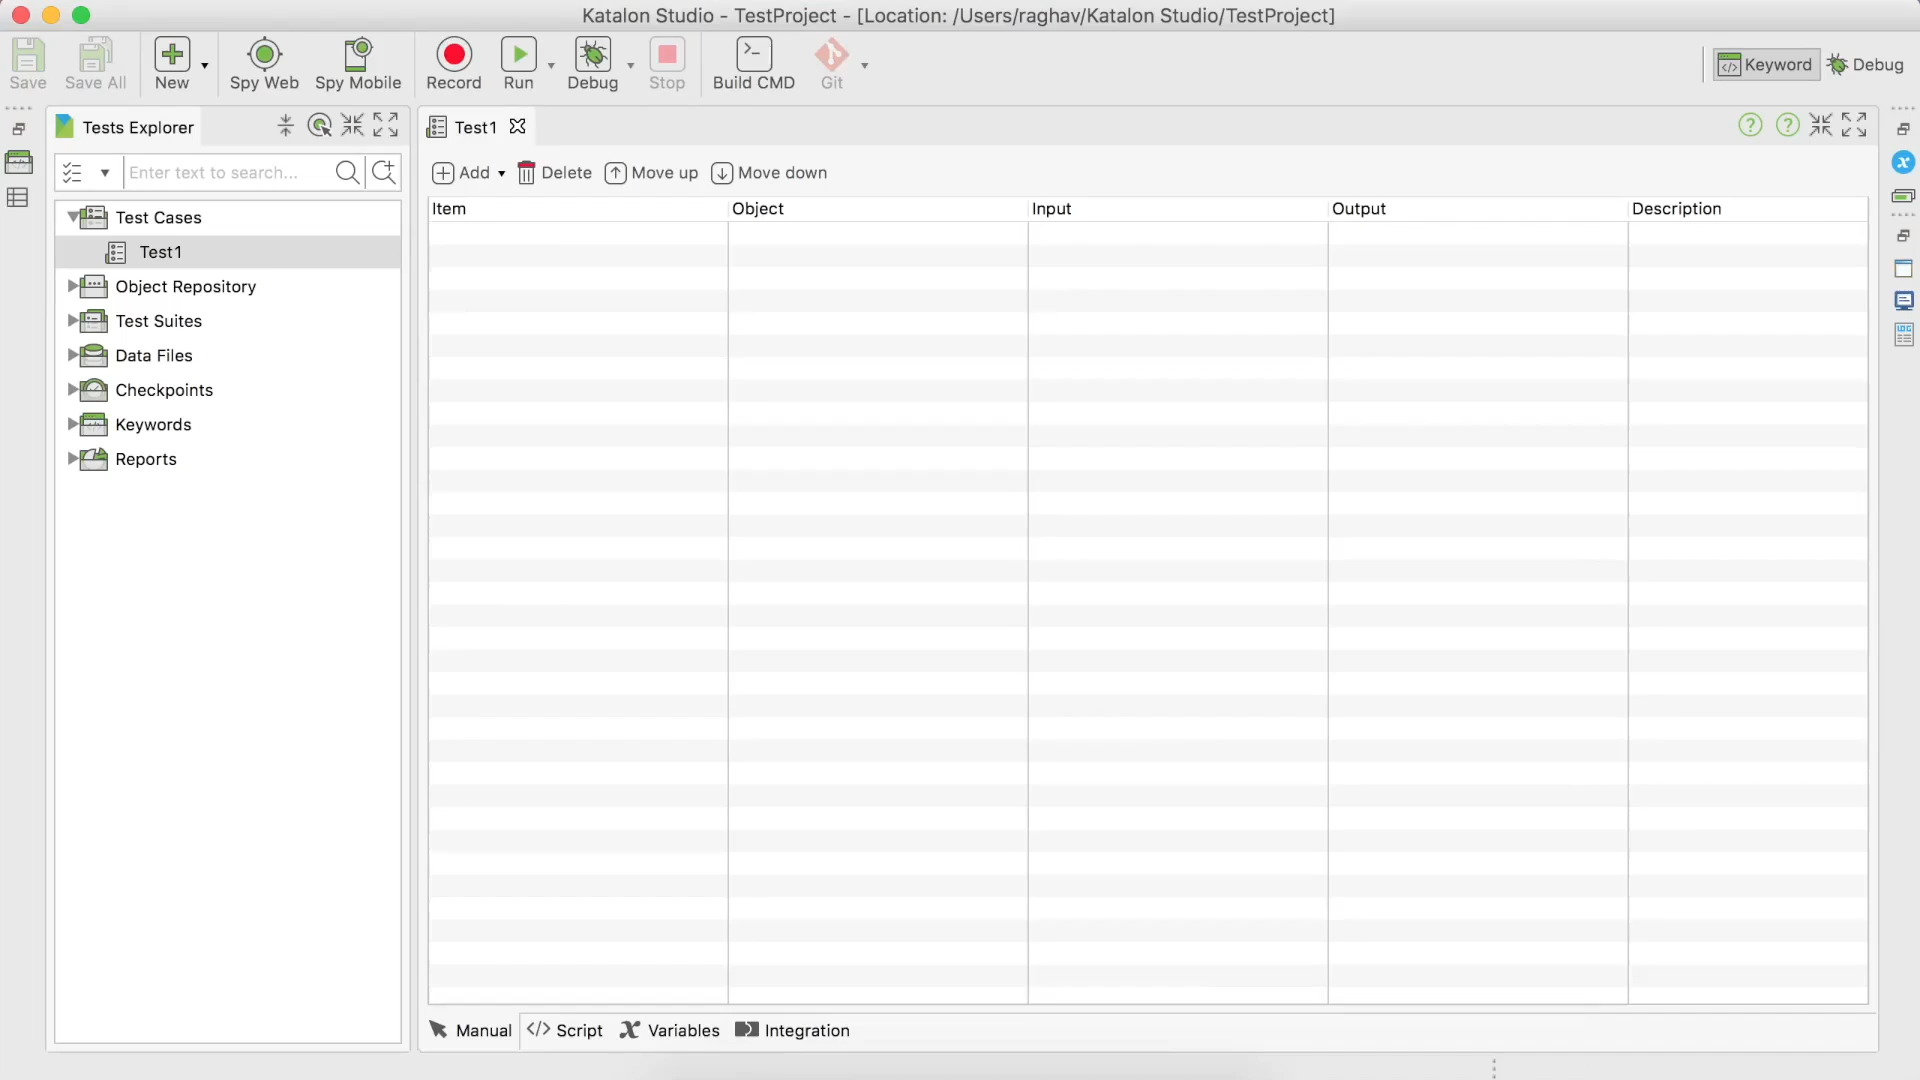 Katalon Studio - TestProject - [Location: /Users/raghav/Katalon Studio/TestProject]
Save
Save All
New
Spy Web
Spy Mobile
Record
Run
Debug
Stop
Build CMD
Git
Keyword
Debug
Tests Explorer
Enter text to search...
Test Cases
Test1
Object Repository
Test Suites
Data Files
Checkpoints
Keywords
Reports
Test1
Add
Delete
Move up
Move down
Item
Object
Input
Output
Description
Manual
Script
Variables
Integration